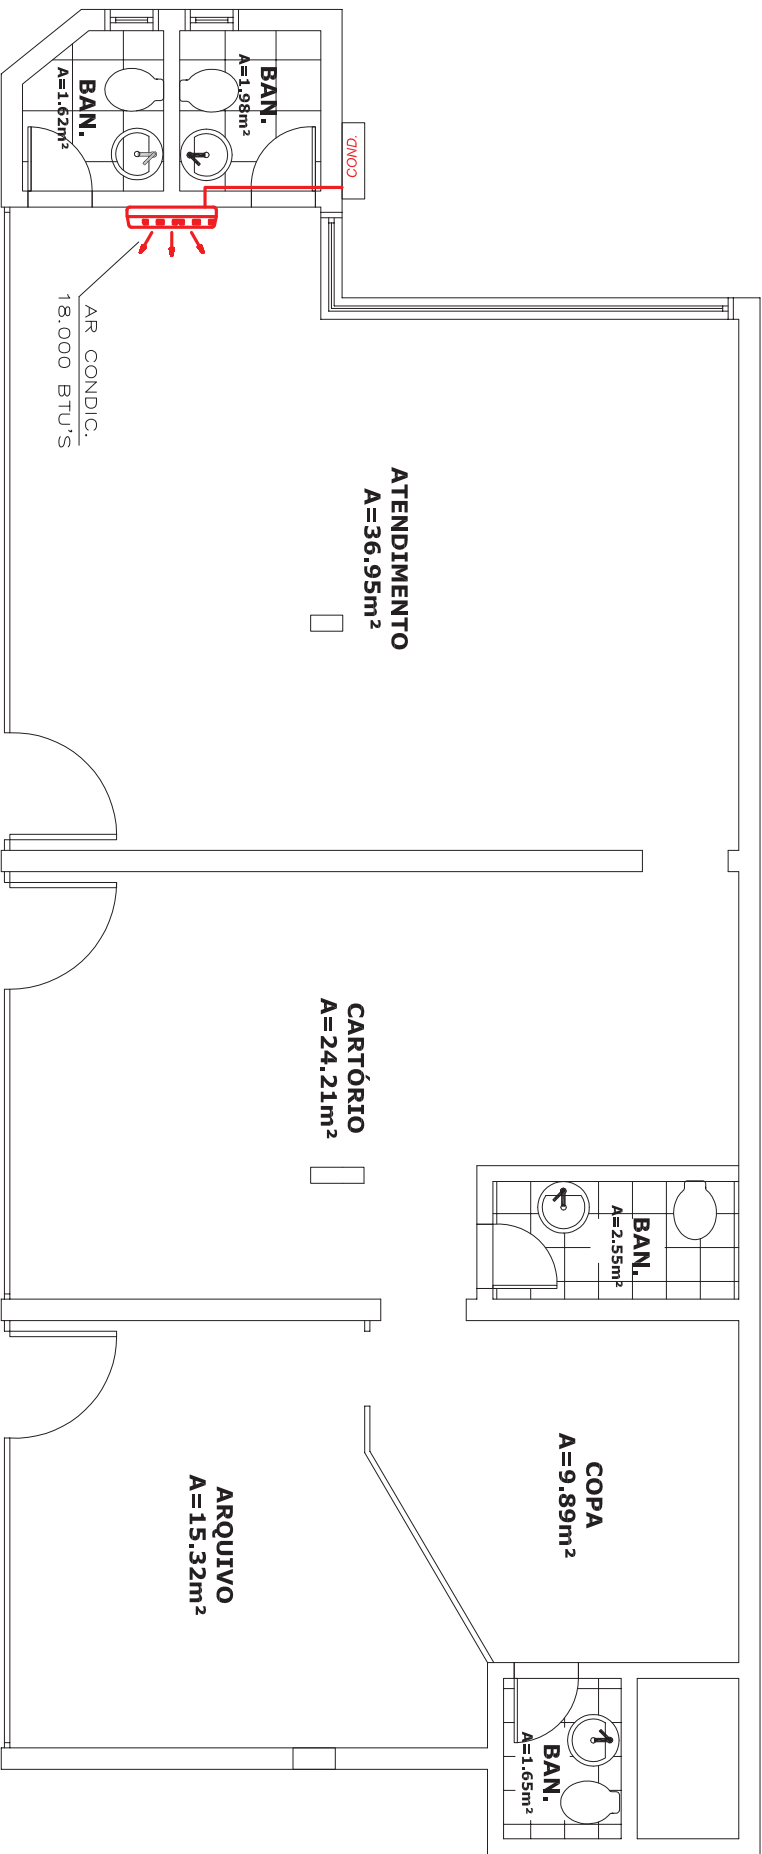 BAN.
A=1.62m²
BAN.
A=1.98m²
COND.
AR CONDIC.
18.000 BTU'S
ATENDIMENTO
A=36.95m²
CARTÓRIO
A=24.21m²
BAN.
A=2.55m²
COPA
A=9.89m²
ARQUIVO
A=15.32m²
BAN.
A=1.65m²